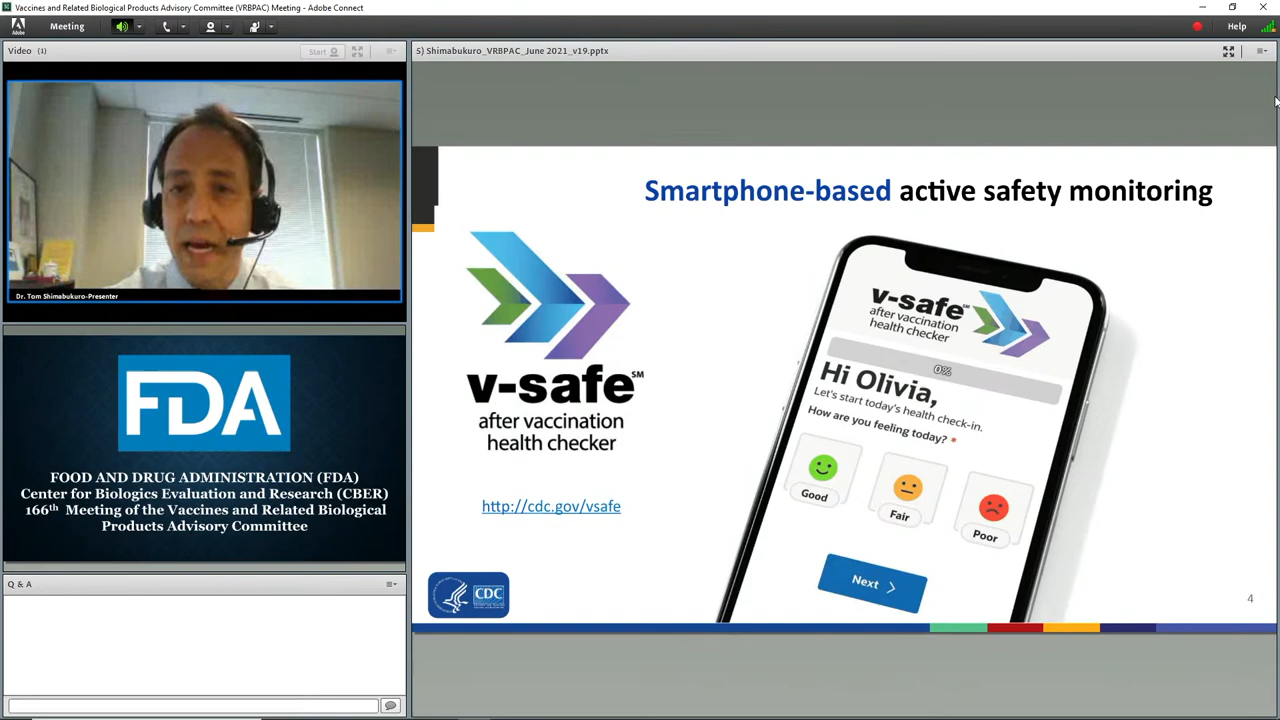 Vaccines and Related Biological Products Advisory Committee (VRBPAC) Meeting - Adobe Connect
Meeting
Help
Video (1)
Start
Dr. Tom Shimabukuro-Presenter
FDA
FOOD AND DRUG ADMINISTRATION (FDA)
Center for Biologics Evaluation and Research (CBER)
166th Meeting of the Vaccines and Related Biological
Products Advisory Committee
Q & A
5) Shimabukuro_VRBPAC_June 2021_v19.pptx
Smartphone-based active safety monitoring
v-safe℠
after vaccination
health checker
http://cdc.gov/vsafe
v-safe℠
after vaccination
health checker
0%
Hi Olivia,
Let's start today's health check-in.
How are you feeling today? *
Good
Fair
Poor
Next >
CDC
4